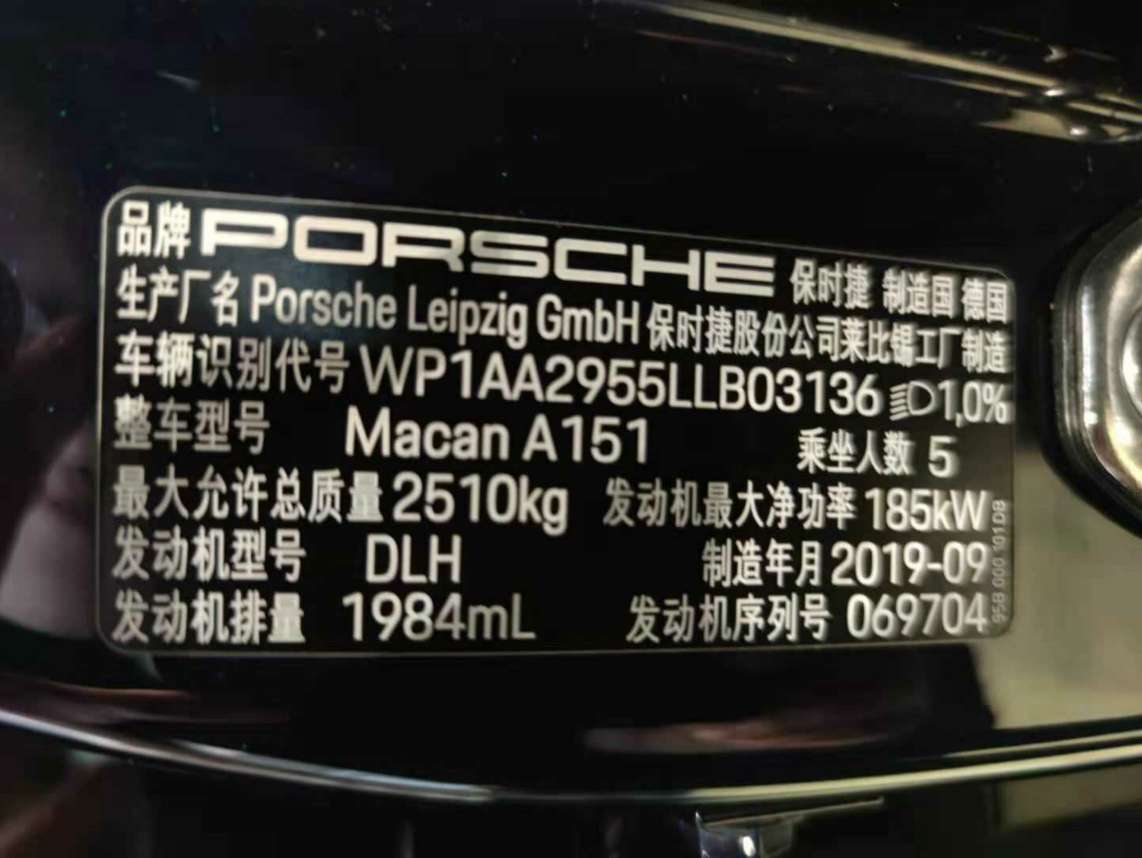 品牌 PORSCHE 保时捷 制造国 德国
生产厂名 Porsche Leipzig GmbH 保时捷股份公司莱比锡工厂制造
车辆识别代号 WP1AA2955LLB03136 1,0%
整车型号 Macan A151 乘坐人数 5
最大允许总质量 2510kg 发动机最大净功率 185kW
发动机型号 DLH 制造年月 2019-09
发动机排量 1984mL 发动机序列号 069704
95B 000 101 DB